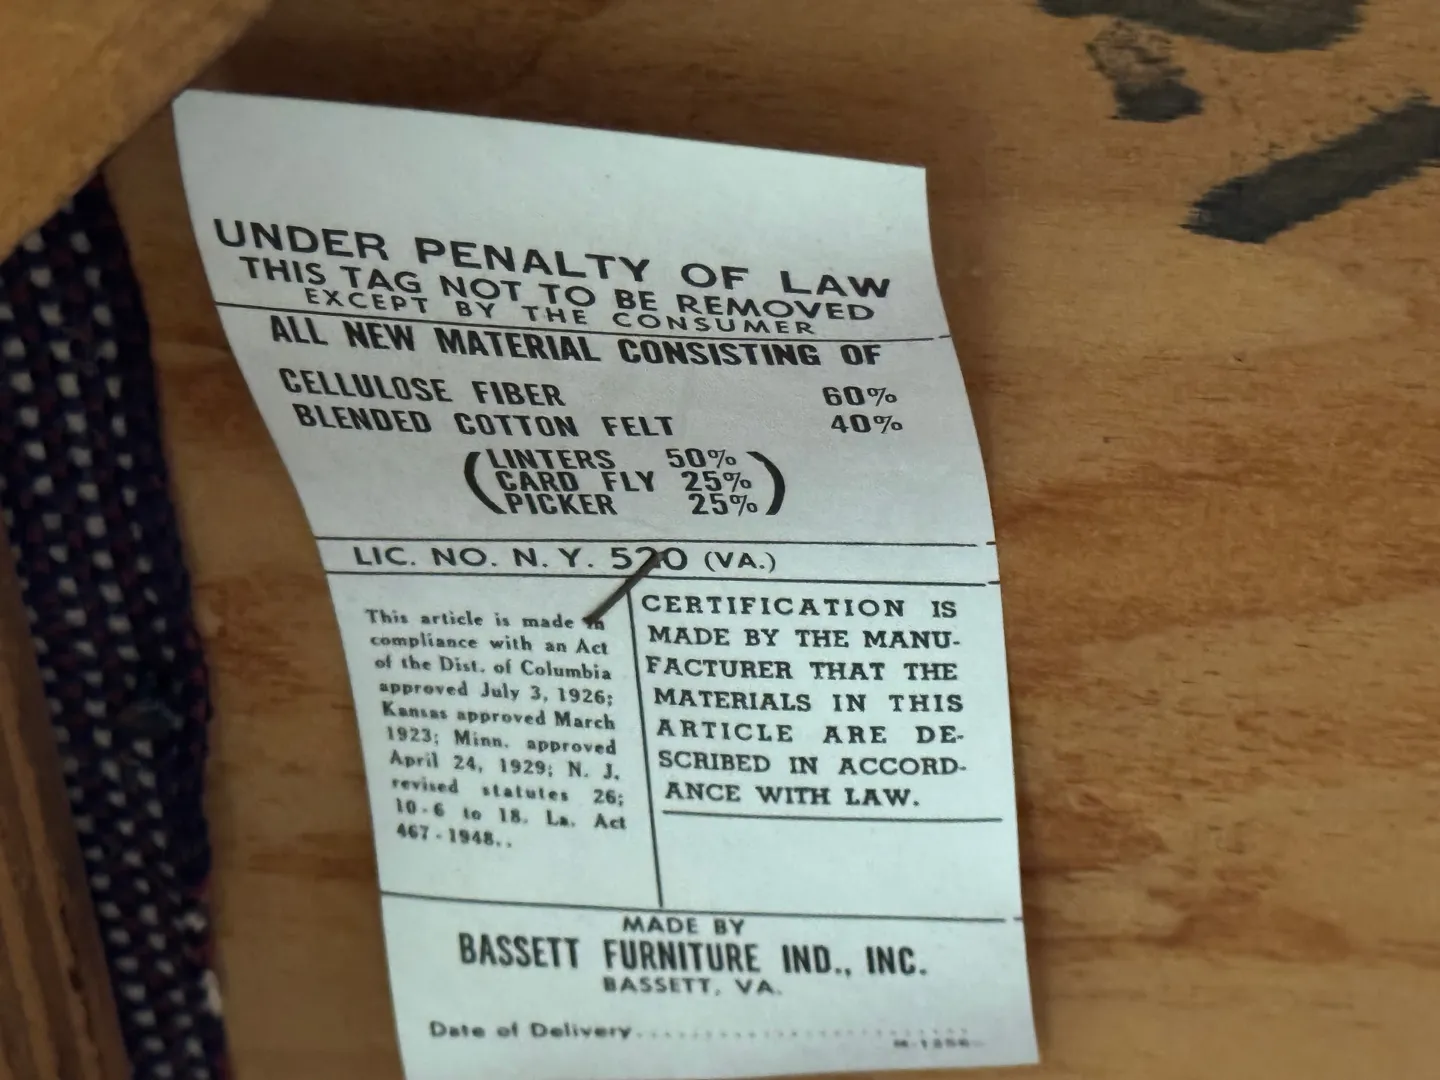 UNDER PENALTY OF LAW
THIS TAG NOT TO BE REMOVED
EXCEPT BY THE CONSUMER
ALL NEW MATERIAL CONSISTING OF
CELLULOSE FIBER 60%
BLENDED COTTON FELT 40%
(LINTERS 50%
CARD FLY 25%
PICKER 25%)
LIC. NO. N. Y. 520 (VA.)
This article is made in
compliance with an Act
of the Dist. of Columbia
approved July 3, 1926;
Kansas approved March
1923; Minn. approved
April 24, 1929; N. J.
revised statutes 26;
10-6 to 18. La. Act
467-1948..
CERTIFICATION IS
MADE BY THE MANU-
FACTURER THAT THE
MATERIALS IN THIS
ARTICLE ARE DE-
SCRIBED IN ACCORD-
ANCE WITH LAW.
MADE BY
BASSETT FURNITURE IND., INC.
BASSETT, VA.
Date of Delivery